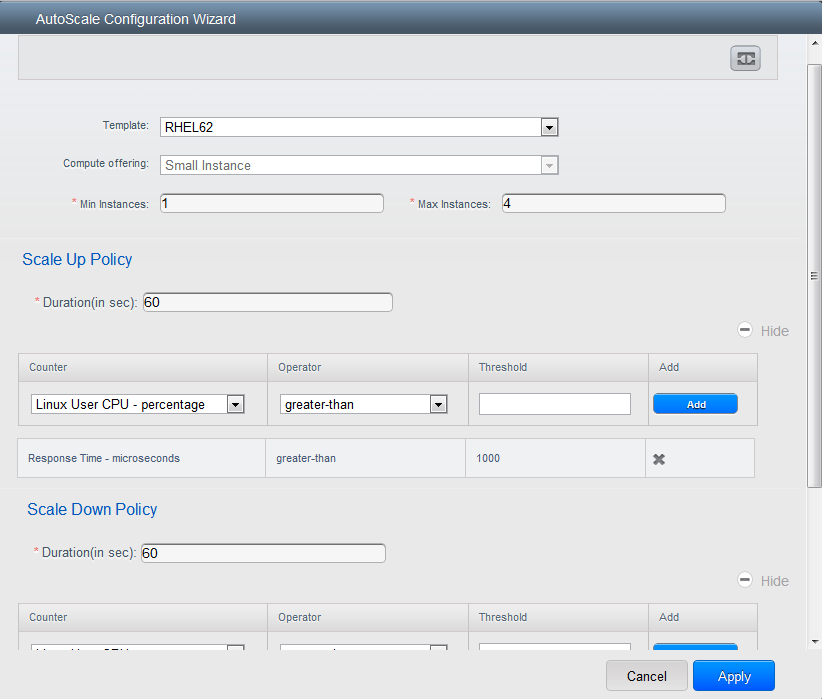 AutoScale Configuration Wizard
Template: RHEL62
Compute offering: Small Instance
* Min Instances: 1 * Max Instances: 4
Scale Up Policy
* Duration(in sec): 60
Hide
Counter Operator Threshold Add
Linux User CPU - percentage greater-than Add
Response Time - microseconds greater-than 1000
Scale Down Policy
* Duration(in sec): 60
Hide
Counter Operator Threshold Add
Cancel Apply